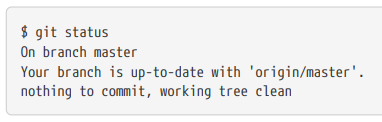 $ git status
On branch master
Your branch is up-to-date with 'origin/master'.
nothing to commit, working tree clean